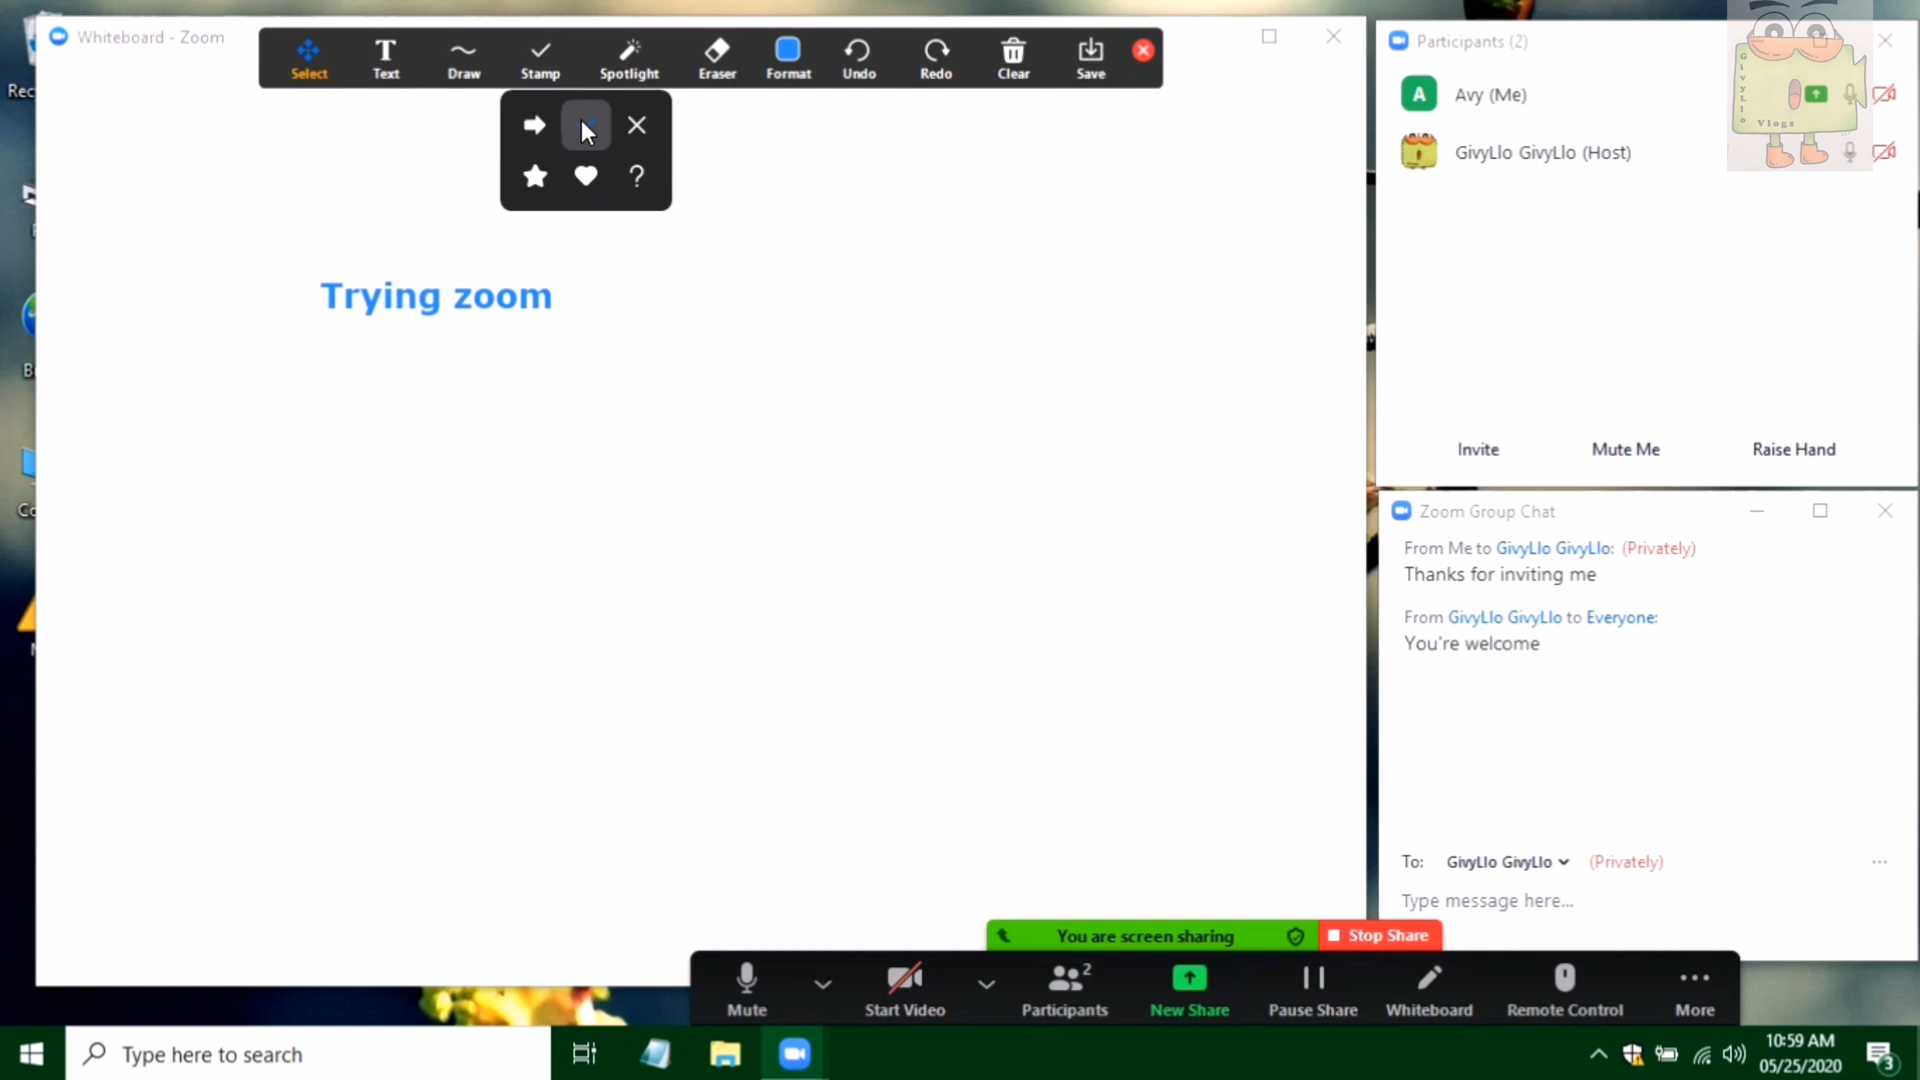 Whiteboard - Zoom
Select
Text
Draw
Stamp
Spotlight
Eraser
Format
Undo
Redo
Clear
Save
Trying zoom
Participants (2)
A
Avy (Me)
GivyLlo GivyLlo (Host)
GivyLlo
Vlogs
Invite
Mute Me
Raise Hand
Zoom Group Chat
From Me to GivyLlo GivyLlo: (Privately)
Thanks for inviting me
From GivyLlo GivyLlo to Everyone:
You're welcome
To: GivyLlo GivyLlo (Privately)
Type message here...
You are screen sharing
Stop Share
Mute
Start Video
2
Participants
New Share
Pause Share
Whiteboard
Remote Control
More
Type here to search
10:59 AM
05/25/2020
3